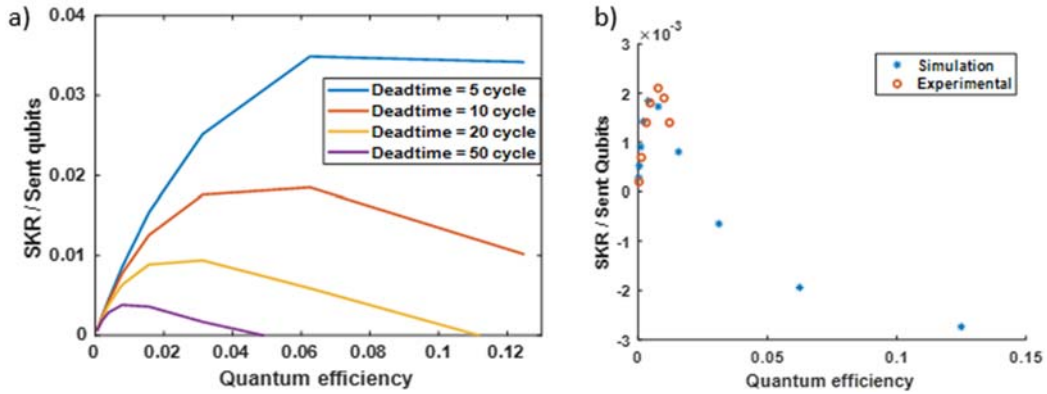 a)
0.04
0.03
0.02
0.01
0
SKR / Sent qubits
Deadtime = 5 cycle
Deadtime = 10 cycle
Deadtime = 20 cycle
Deadtime = 50 cycle
0 0.02 0.04 0.06 0.08 0.10 0.12
Quantum efficiency
b)
×10⁻³
3
2
1
0
-1
-2
-3
SKR / Sent Qubits
Simulation
Experimental
0 0.05 0.1 0.15
Quantum efficiency